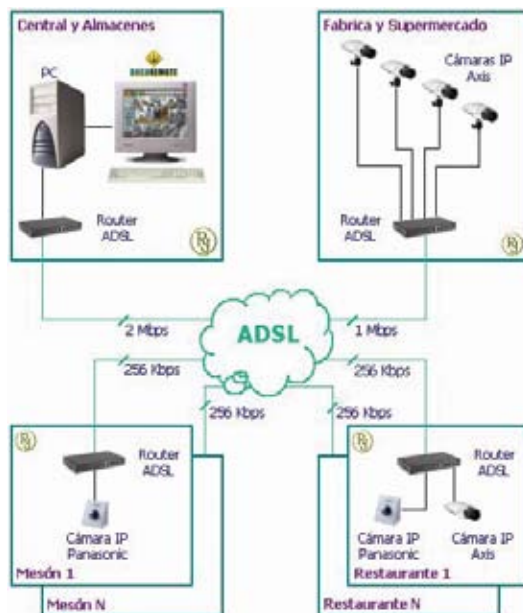 Central y Almacenes
PC
Router
ADSL
Fabrica y Supermercado
Cámaras IP
Axis
Router
ADSL
ADSL
2 Mbps
1 Mbps
256 Kbps
256 Kbps
256 Kbps
256 Kbps
Router
ADSL
Cámara IP
Panasonic
Mesón 1
Mesón N
Router
ADSL
Cámara IP
Panasonic
Cámara IP
Axis
Restaurante 1
Restaurante N